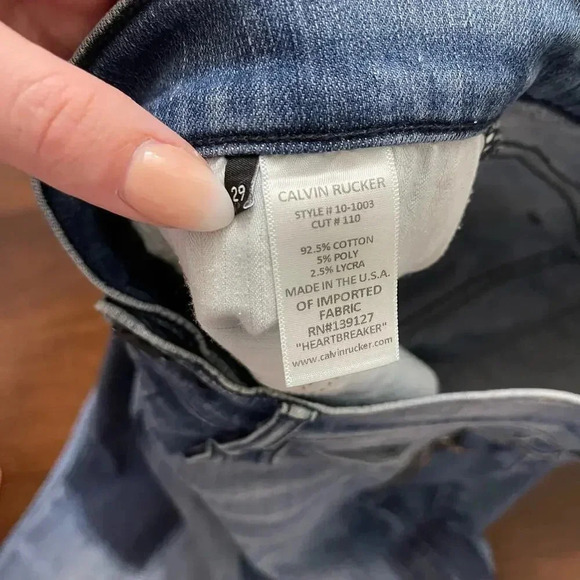 29
CALVIN RUCKER
STYLE # 10-1003
CUT # 110
92.5% COTTON
5% POLY
2.5% LYCRA
MADE IN THE U.S.A.
OF IMPORTED
FABRIC
RN#139127
"HEARTBREAKER"
www.calvinrucker.com